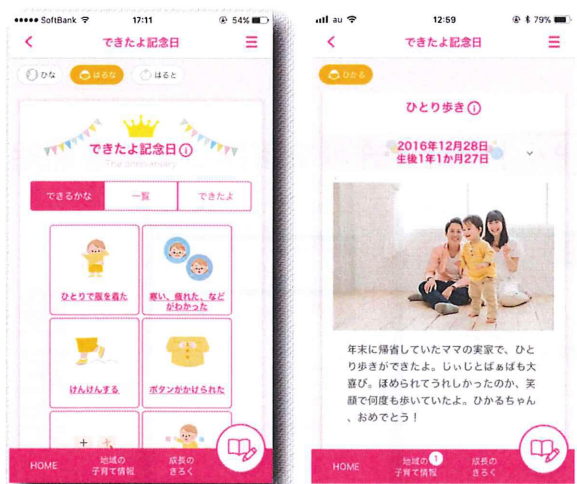 SoftBank 17:11 54%
できたよ記念日
ひな はるな はると
できたよ記念日
The anniversary
できるかな 一覧 できたよ
ひとりで服を着た
寒い、疲れた、など
がわかった
けんけんする
ボタンがかけられた
HOME
地域の
子育て情報
成長の
きろく
au 12:59 79%
できたよ記念日
ひかる
ひとり歩き
2016年12月28日
生後1年1か月27日
年末に帰省していたママの実家で、ひと
り歩きができたよ。じぃじとばぁばも大
喜び。ほめられてうれしかったのか、笑
顔で何度も歩いていたよ。ひかるちゃん
、おめでとう！
HOME
地域の 1
子育て情報
成長の
きろく